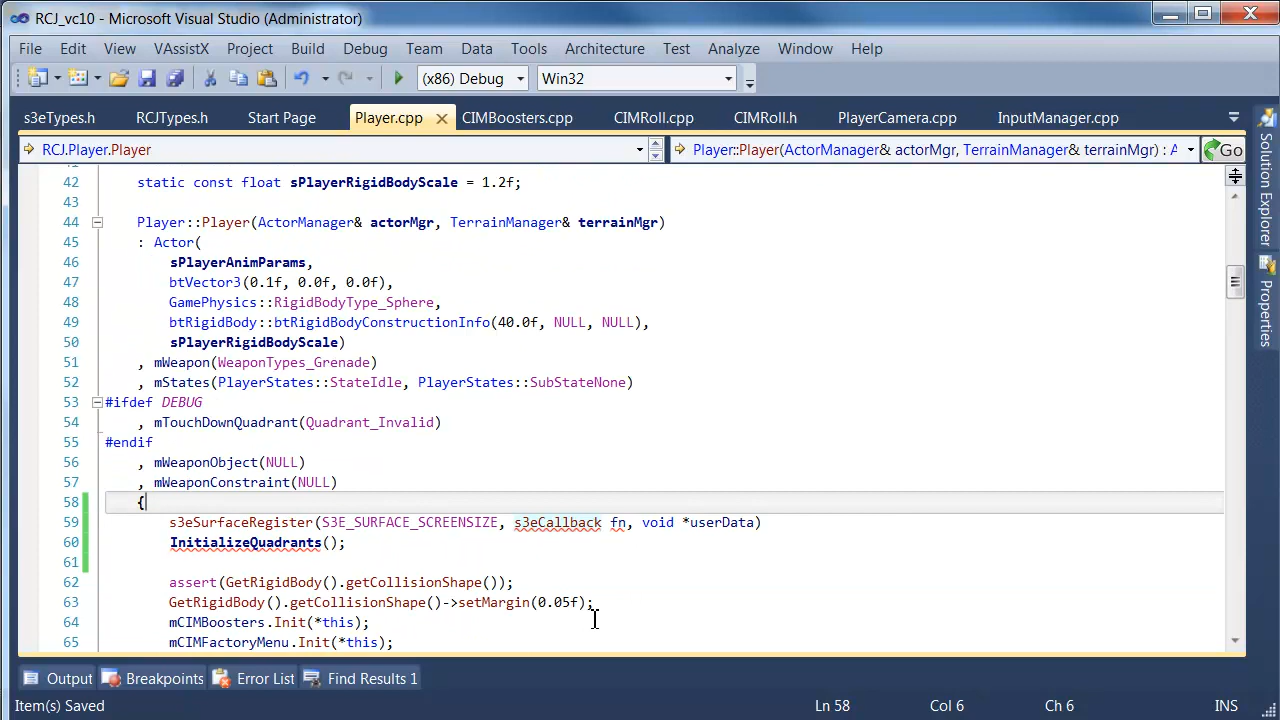 RCJ_vc10 - Microsoft Visual Studio (Administrator)
File Edit View VAssistX Project Build Debug Team Data Tools Architecture Test Analyze Window Help
(x86) Debug Win32
s3eTypes.h RCJTypes.h Start Page Player.cpp CIMBoosters.cpp CIMRoll.cpp CIMRoll.h PlayerCamera.cpp InputManager.cpp
RCJ.Player.Player Player::Player(ActorManager& actorMgr, TerrainManager& terrainMgr) : A Go
42 static const float sPlayerRigidBodyScale = 1.2f;
43
44 Player::Player(ActorManager& actorMgr, TerrainManager& terrainMgr)
45 : Actor(
46 sPlayerAnimParams,
47 btVector3(0.1f, 0.0f, 0.0f),
48 GamePhysics::RigidBodyType_Sphere,
49 btRigidBody::btRigidBodyConstructionInfo(40.0f, NULL, NULL),
50 sPlayerRigidBodyScale)
51 , mWeapon(WeaponTypes_Grenade)
52 , mStates(PlayerStates::StateIdle, PlayerStates::SubStateNone)
53 #ifdef DEBUG
54 , mTouchDownQuadrant(Quadrant_Invalid)
55 #endif
56 , mWeaponObject(NULL)
57 , mWeaponConstraint(NULL)
58 {
59 s3eSurfaceRegister(S3E_SURFACE_SCREENSIZE, s3eCallback fn, void *userData)
60 InitializeQuadrants();
61
62 assert(GetRigidBody().getCollisionShape());
63 GetRigidBody().getCollisionShape()->setMargin(0.05f);
64 mCIMBoosters.Init(*this);
65 mCIMFactoryMenu.Init(*this);
Solution Explorer
Properties
Output Breakpoints Error List Find Results 1
Item(s) Saved Ln 58 Col 6 Ch 6 INS